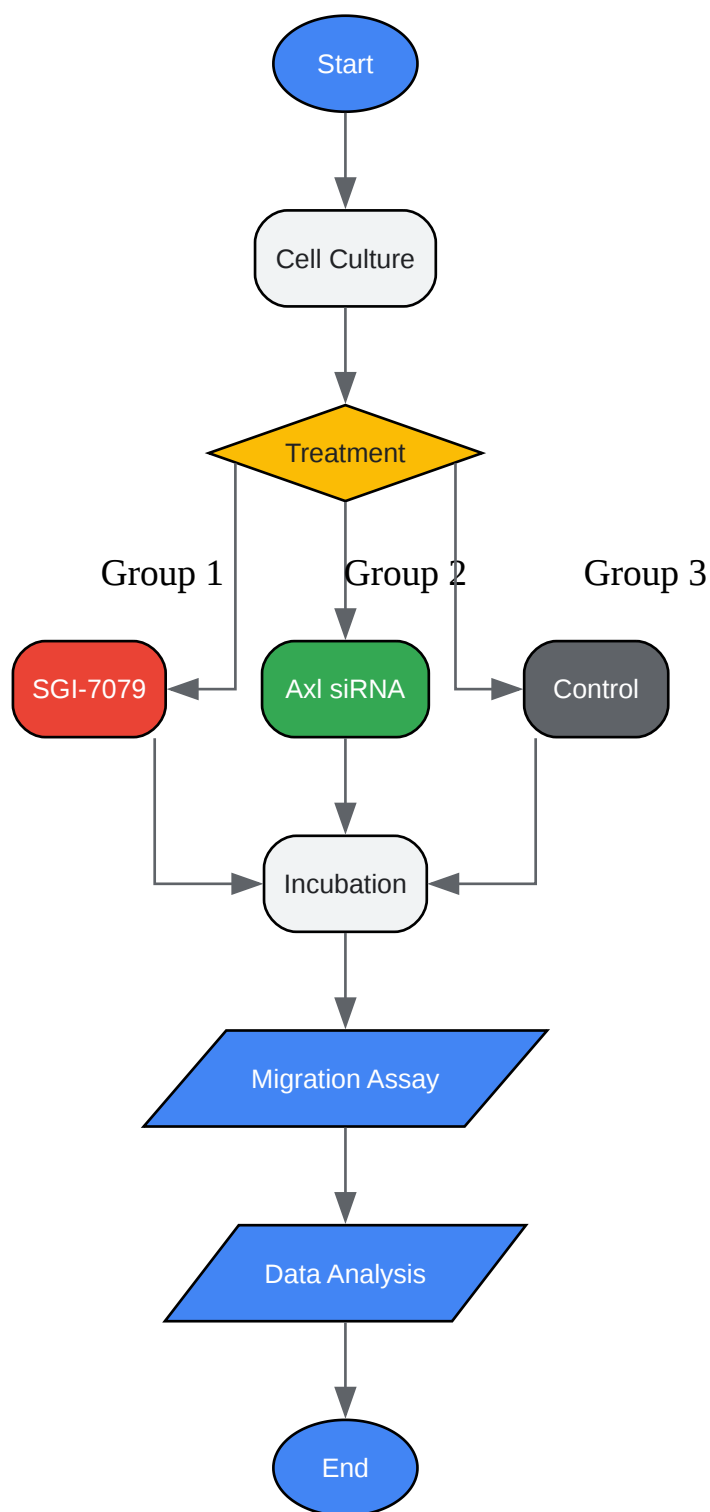 Start
Cell Culture
Treatment
Group 1
Group 2
Group 3
SGI-7079
Axl siRNA
Control
Incubation
Migration Assay
Data Analysis
End